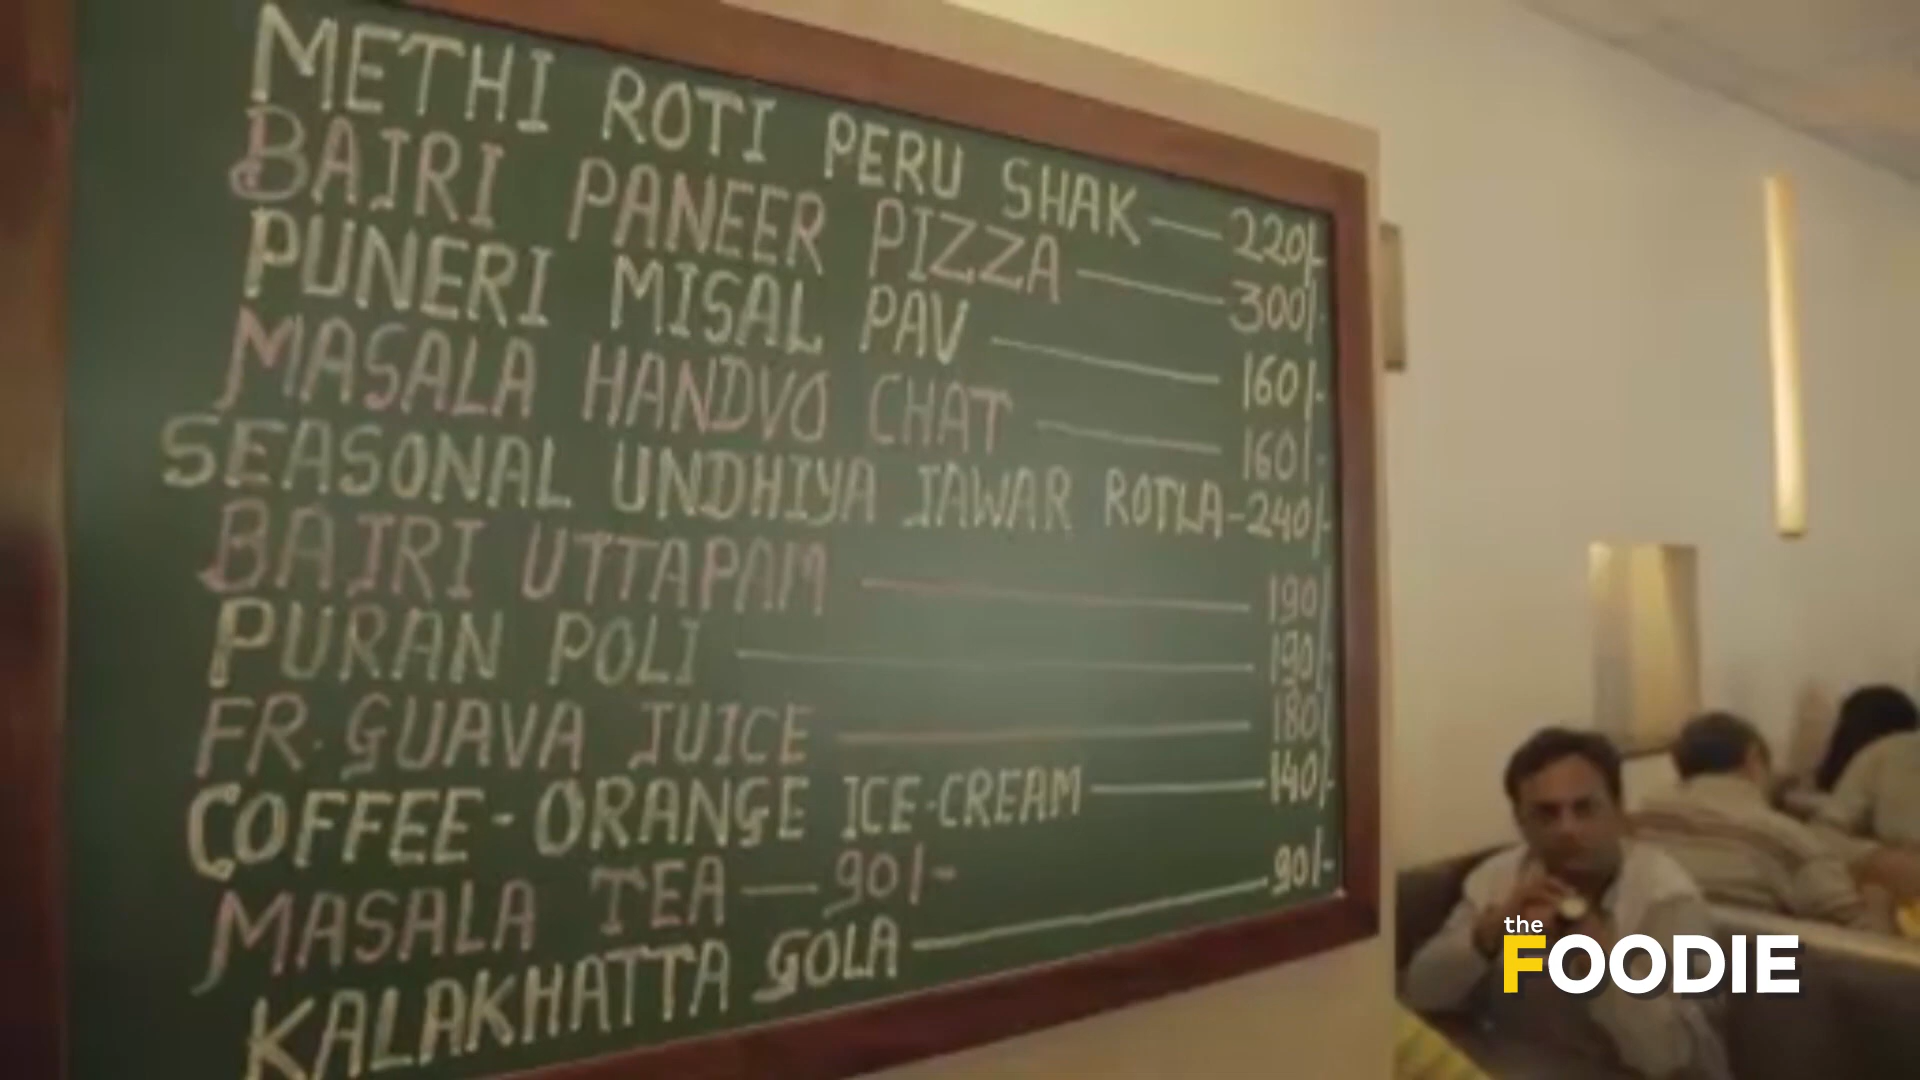 METHI ROTI PERU SHAK — 220/-
BAJRI PANEER PIZZA — 300/-
PUNERI MISAL PAV — 160/-
MASALA HANDVO CHAT — 160/-
SEASONAL UNDHIYA JAWAR ROTLA - 240/-
BAJRI UTTAPAM — 190/-
PURAN POLI — 190/-
FR. GUAVA JUICE — 180/
COFFEE-ORANGE ICE-CREAM — 140/-
MASALA TEA — 90/-
KALAKHATTA GOLA — 90/-
the
FOODIE